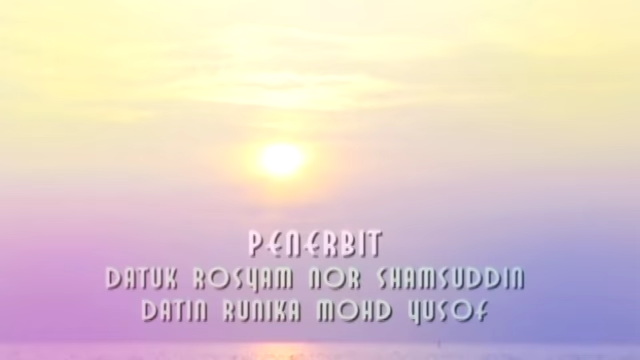 PENERBIT
DATUK ROSYAM NOR SHAMSUDDIN
DATIN RUNIKA MOHD YUSOF